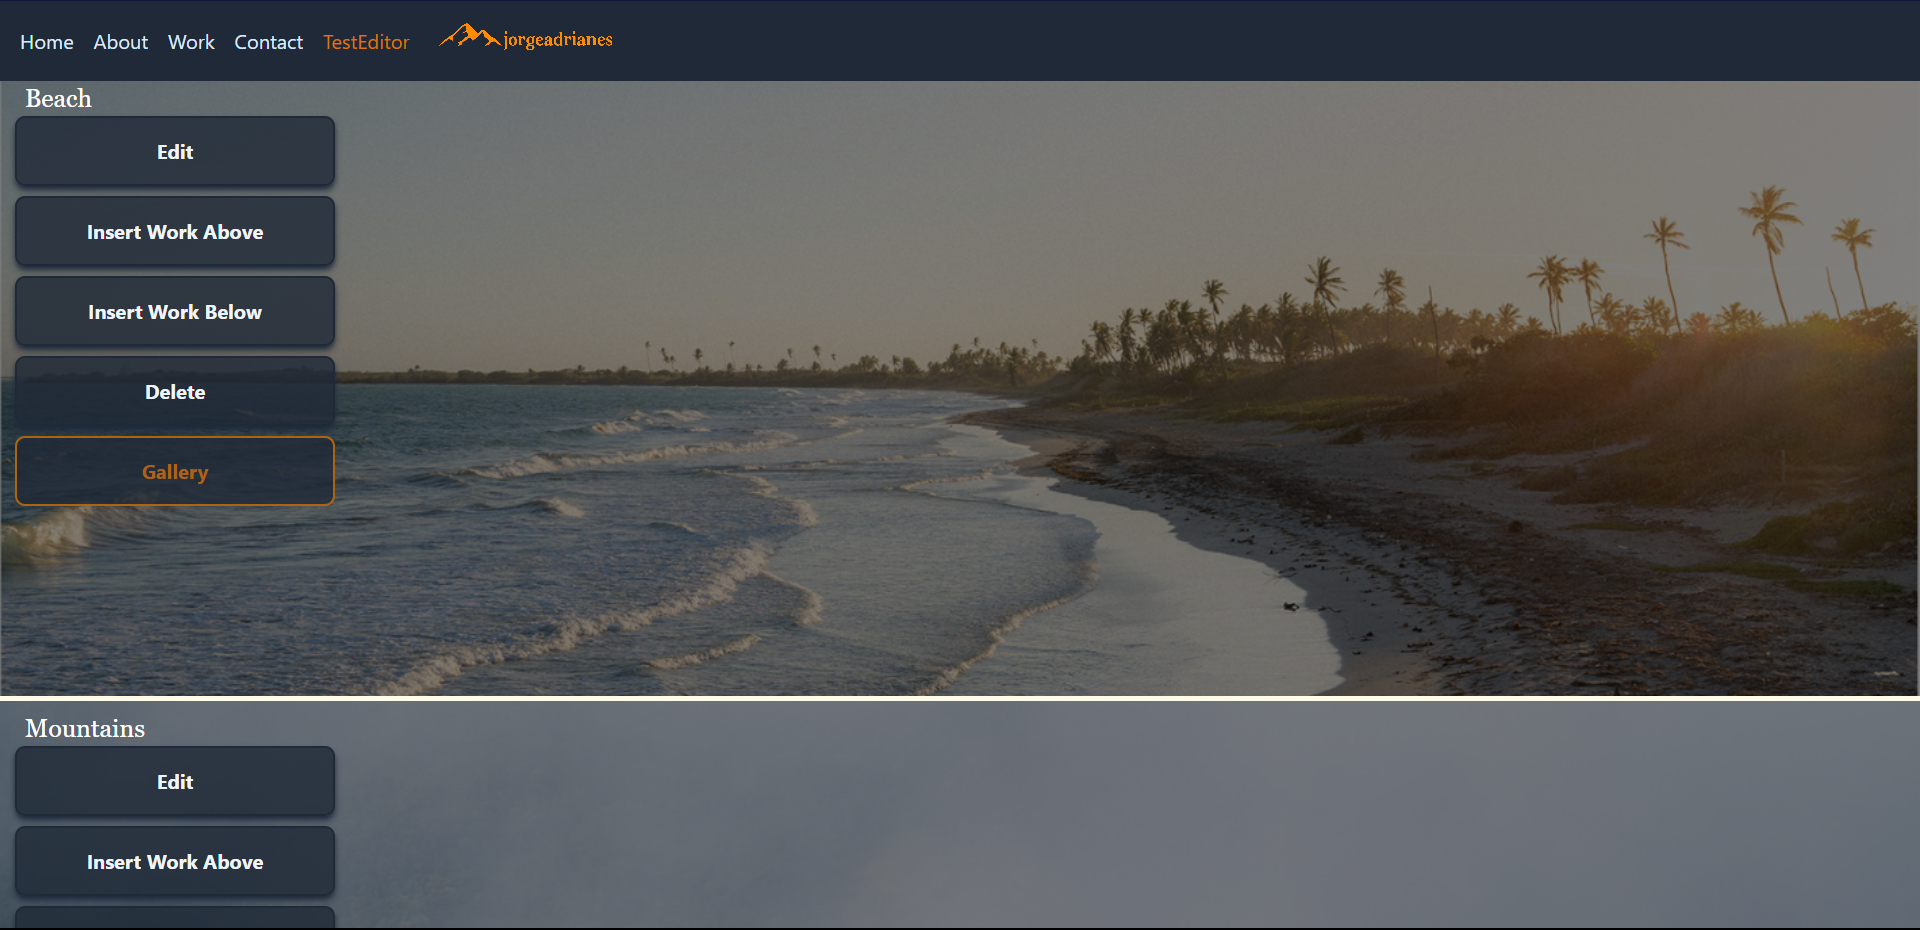 Home About Work Contact TestEditor jorgeadrianes
Beach
Edit
Insert Work Above
Insert Work Below
Delete
Gallery
Mountains
Edit
Insert Work Above